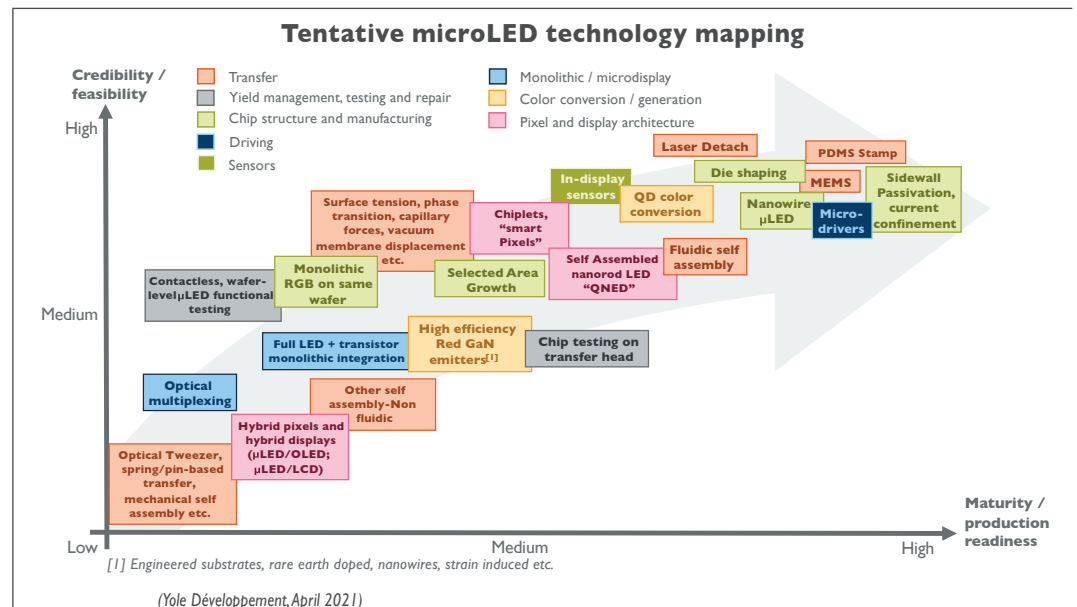 Tentative microLED technology mapping
Credibility /
feasibility
High
Medium
Low
Transfer
Yield management, testing and repair
Chip structure and manufacturing
Driving
Sensors
Monolithic / microdisplay
Color conversion / generation
Pixel and display architecture
Laser Detach
PDMS Stamp
Die shaping
MEMS
Sidewall
Passivation,
current
confinement
In-display
sensors
QD color
conversion
Nanowire
µLED
Micro-
drivers
Surface tension, phase
transition, capillary
forces, vacuum
membrane displacement
etc.
Chiplets,
“smart
Pixels”
Fluidic self
assembly
Self Assembled
nanorod LED
“QNED”
Contactless, wafer-
levelµLED functional
testing
Monolithic
RGB on same
wafer
Selected Area
Growth
Full LED + transistor
monolithic integration
High efficiency
Red GaN
emitters[1]
Chip testing on
transfer head
Optical
multiplexing
Other self
assembly-Non
fluidic
Hybrid pixels and
hybrid displays
(µLED/OLED;
µLED/LCD)
Optical Tweezer,
spring/pin-based
transfer,
mechanical self
assembly etc.
Medium
High
Maturity /
production
readiness
[1] Engineered substrates, rare earth doped, nanowires, strain induced etc.
(Yole Développement, April 2021)